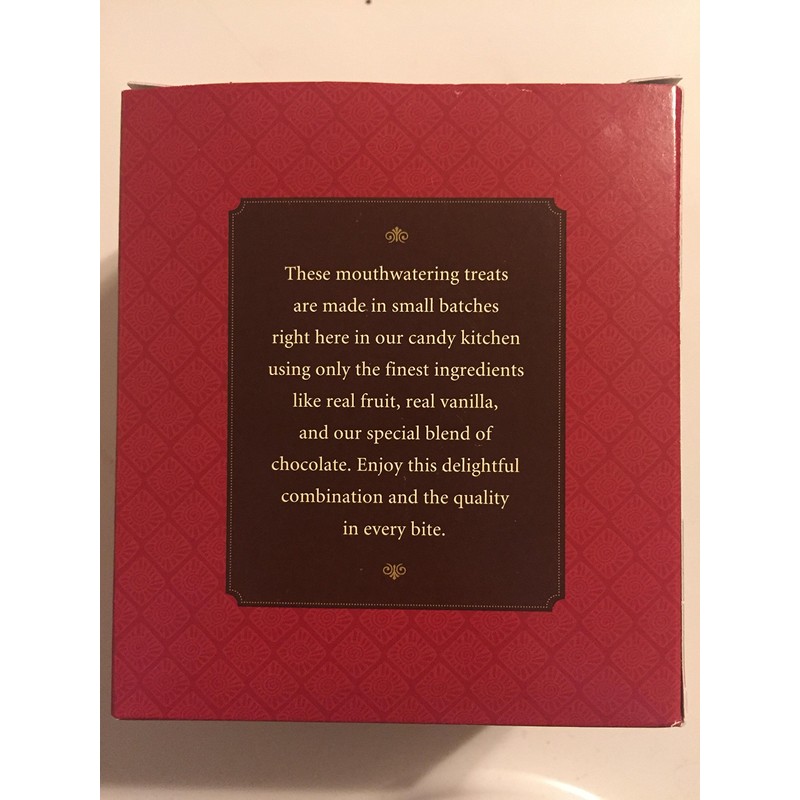 These mouthwatering treats
are made in small batches
right here in our candy kitchen
using only the finest ingredients
like real fruit, real vanilla,
and our special blend of
chocolate. Enjoy this delightful
combination and the quality
in every bite.